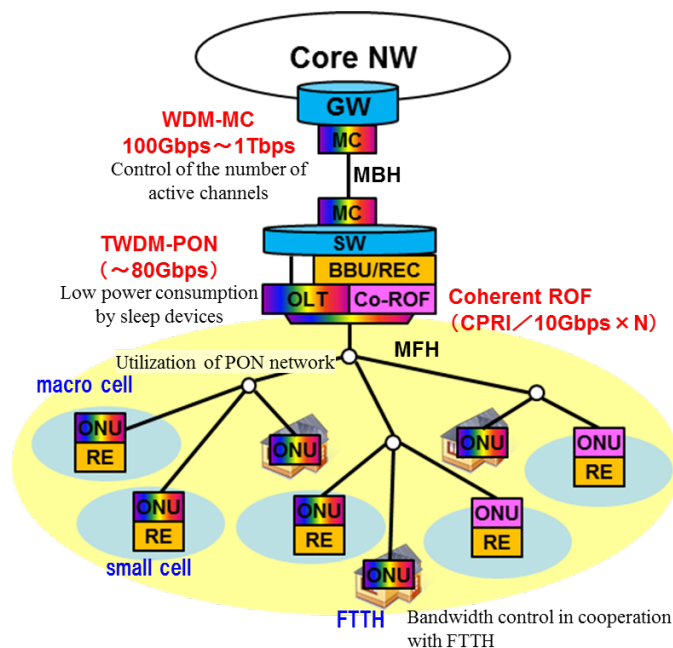 Core NW
GW
WDM-MC
100Gbps～1Tbps
Control of the number of
active channels
MC
MBH
MC
SW
TWDM-PON
（～80Gbps）
Low power consumption
by sleep devices
BBU/REC
OLT
Co-ROF
Coherent ROF
（CPRI／10Gbps×N）
MFH
Utilization of PON network
macro cell
ONU
RE
ONU
ONU
ONU
RE
ONU
RE
small cell
ONU
RE
ONU
RE
ONU
FTTH
Bandwidth control in cooperation
with FTTH